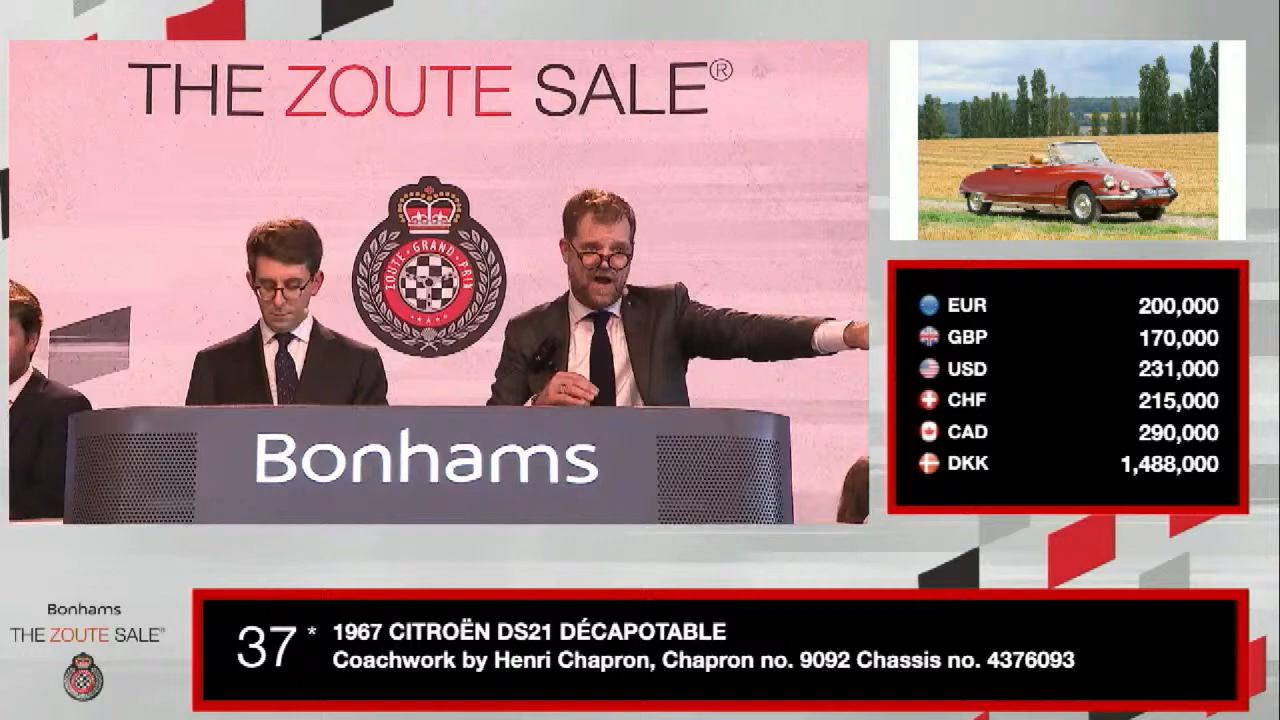 THE ZOUTE SALE®
ZOUTE · GRAND · PRIX
Bonhams
EUR 200,000
GBP 170,000
USD 231,000
CHF 215,000
CAD 290,000
DKK 1,488,000
Bonhams
THE ZOUTE SALE®
37 * 1967 CITROËN DS21 DÉCAPOTABLE
Coachwork by Henri Chapron, Chapron no. 9092 Chassis no. 4376093